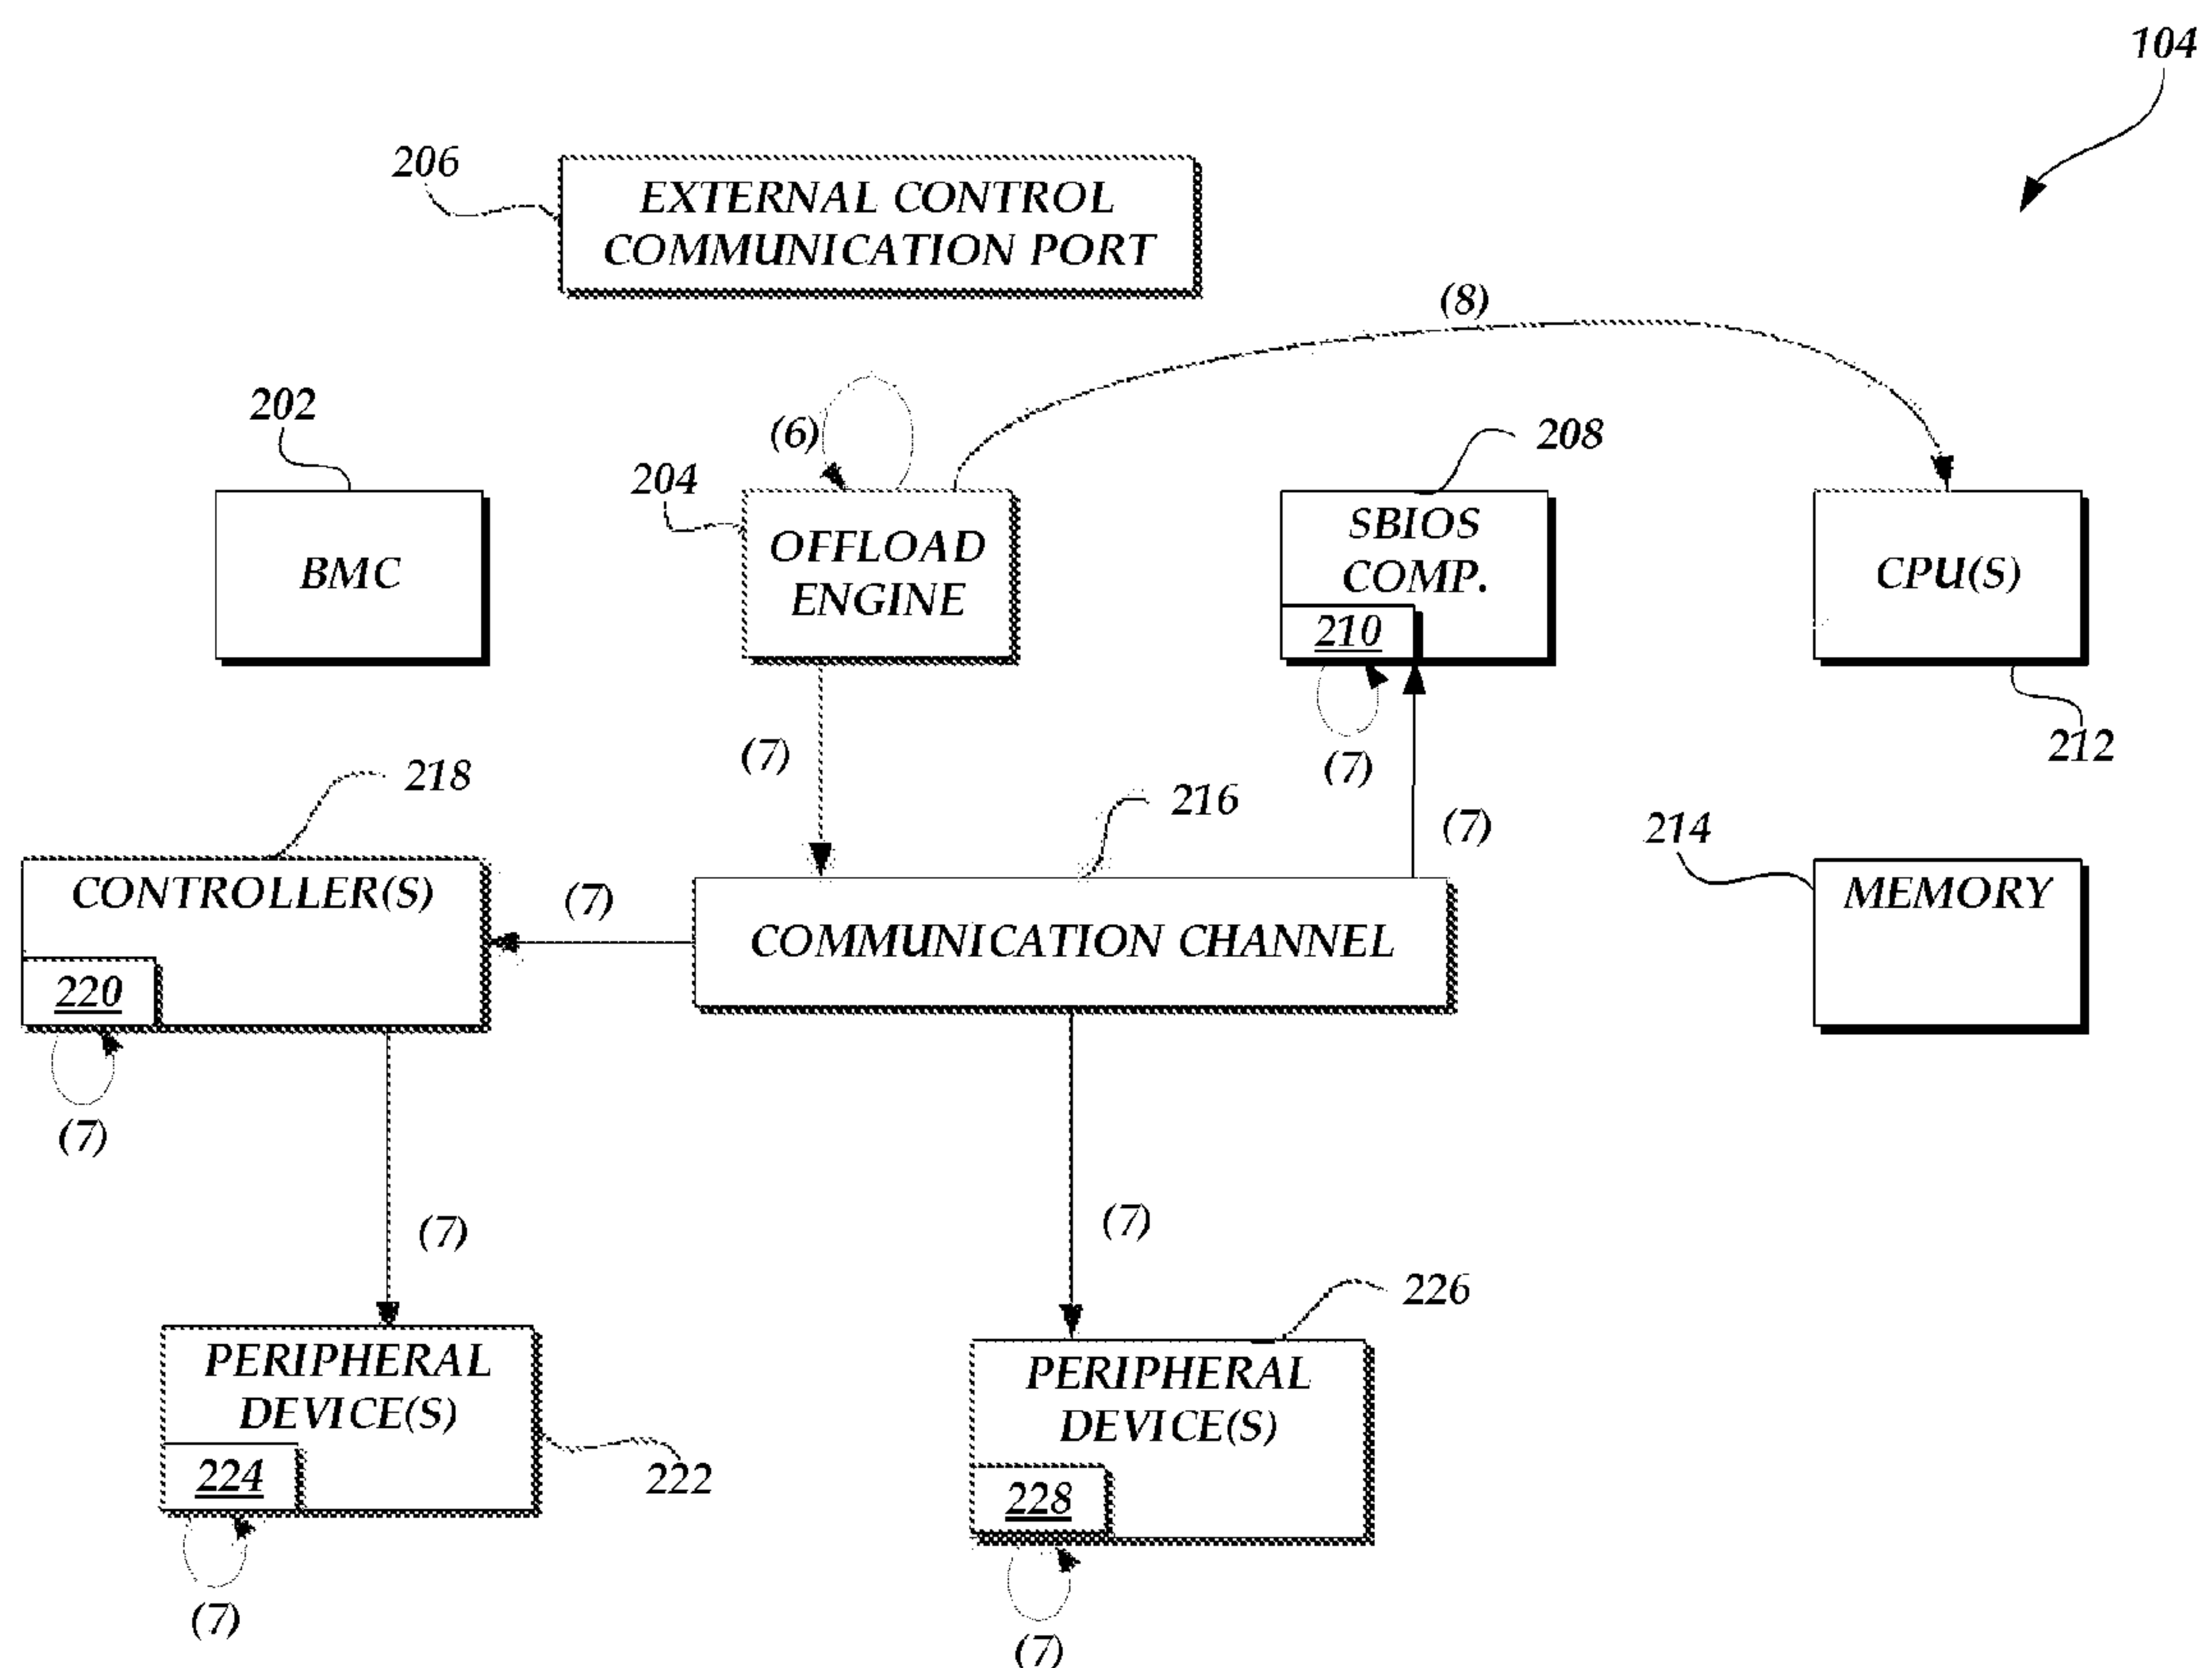 104
206
EXTERNAL CONTROL
COMMUNICATION PORT
(8)
202
(6)
208
204
BMC
OFFLOAD
ENGINE
SBIOS
COMP.
210
CPU(S)
212
(7)
(7)
218
216
(7)
214
CONTROLLER(S)
220
(7)
COMMUNICATION CHANNEL
MEMORY
(7)
(7)
(7)
226
PERIPHERAL
DEVICE(S)
224
222
PERIPHERAL
DEVICE(S)
228
(7)
(7)